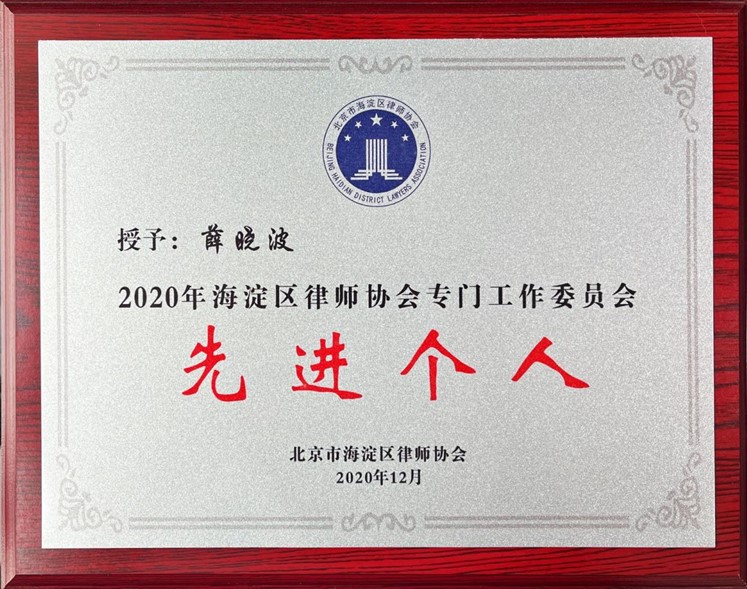 北京市海淀区律师协会
BEIJING HAIDIAN DISTRICT LAWYERS ASSOCIATION
授予：薛晓波
2020年海淀区律师协会专门工作委员会
先进个人
北京市海淀区律师协会
2020年12月